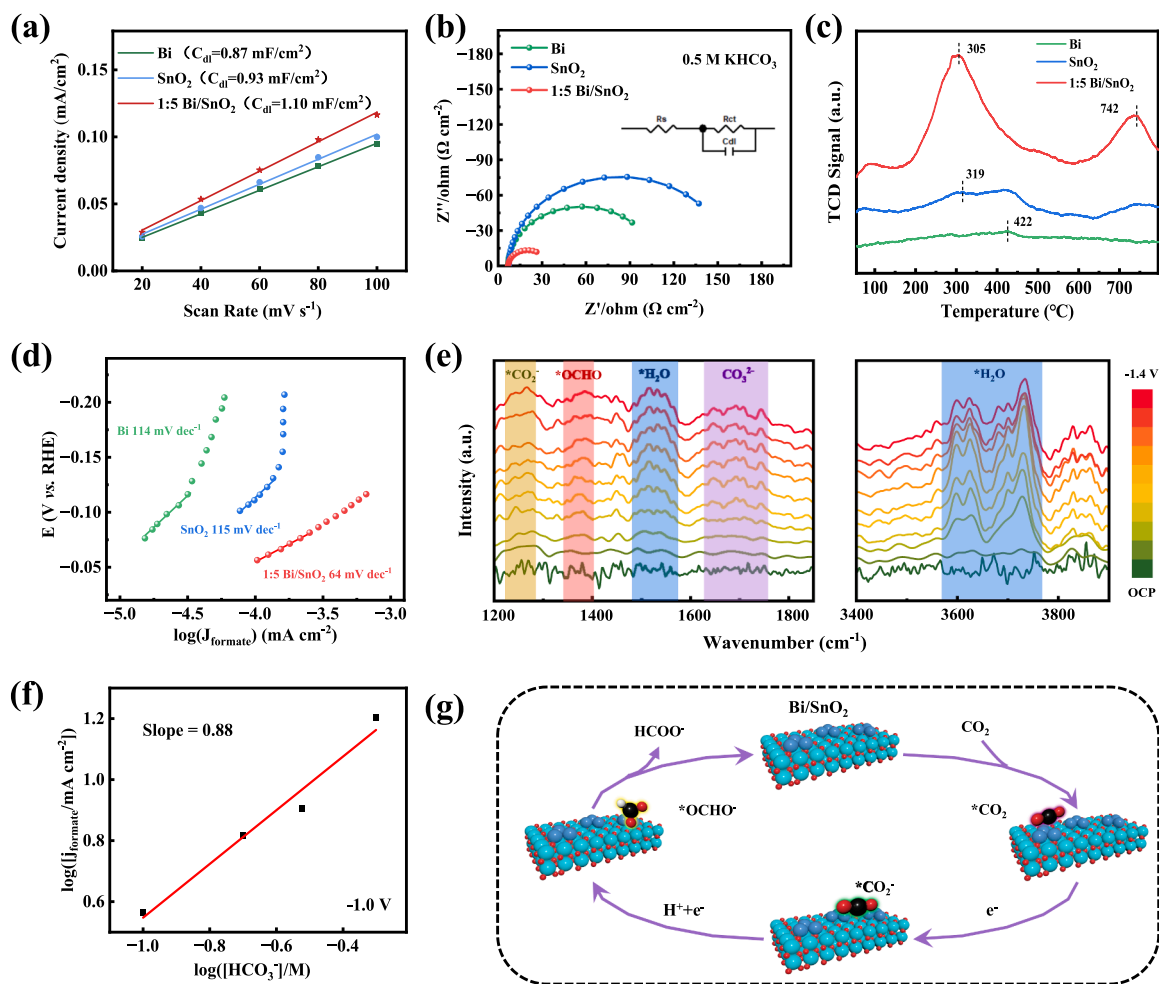 (a)
Bi （Cdl=0.87 mF/cm²）
SnO₂（Cdl=0.93 mF/cm²）
1:5 Bi/SnO₂（Cdl=1.10 mF/cm²）
0.15
0.10
0.05
0.00
20 40 60 80 100
Current density (mA/cm²)
Scan Rate (mV s⁻¹)
(b)
Bi
SnO₂
1:5 Bi/SnO₂
0.5 M KHCO₃
Rs
Rct
Cdl
−180
−150
−120
−90
−60
−30
0
0 30 60 90 120 150 180
Z''/ohm (Ω cm⁻²)
Z'/ohm (Ω cm⁻²)
(c)
Bi
SnO₂
1:5 Bi/SnO₂
305
742
319
422
100 200 300 400 500 600 700
TCD Signal (a.u.)
Temperature (°C)
(d)
−0.20
−0.15
−0.10
−0.05
Bi 114 mV dec⁻¹
SnO₂ 115 mV dec⁻¹
1:5 Bi/SnO₂ 64 mV dec⁻¹
−5.0 −4.5 −4.0 −3.5 −3.0
E (V vs. RHE)
log(Jformate) (mA cm⁻²)
(e)
*CO₂⁻
*OCHO
*H₂O
CO₃²⁻
*H₂O
-1.4 V
OCP
1200 1400 1600 1800
3400 3600 3800
Intensity (a.u.)
Wavenumber (cm⁻¹)
(f)
Slope = 0.88
-1.0 V
1.2
1.0
0.8
0.6
-1.0 -0.8 -0.6 -0.4
log([jformate/mA cm⁻²])
log([HCO₃⁻]/M)
(g)
Bi/SnO₂
HCOO⁻
CO₂
*OCHO⁻
*CO₂
*CO₂⁻
H⁺+e⁻
e⁻